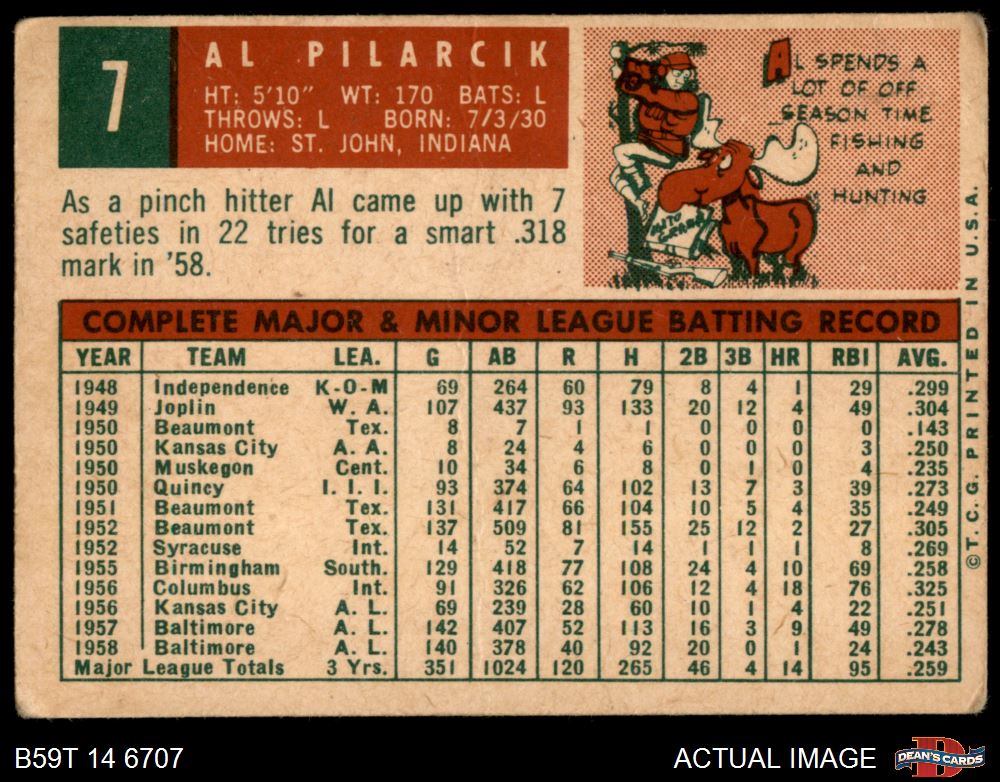 7
AL PILARCIK
HT: 5'10" WT: 170 BATS: L
THROWS: L BORN: 7/3/30
HOME: ST. JOHN, INDIANA
AL SPENDS A
LOT OF OFF
SEASON TIME
FISHING
AND
HUNTING
AUTO
GRAPH
As a pinch hitter Al came up with 7
safeties in 22 tries for a smart .318
mark in '58.
COMPLETE MAJOR & MINOR LEAGUE BATTING RECORD
YEAR TEAM LEA. G AB R H 2B 3B HR RBI AVG.
1948 Independence K-O-M 69 264 60 79 8 4 1 29 .299
1949 Joplin W. A. 107 437 93 133 20 12 4 49 .304
1950 Beaumont Tex. 8 7 1 1 0 0 0 0 .143
1950 Kansas City A. A. 8 24 4 6 0 0 0 3 .250
1950 Muskegon Cent. 10 34 6 8 0 1 0 4 .235
1950 Quincy I. I. I. 93 374 64 102 13 7 3 39 .273
1951 Beaumont Tex. 131 417 66 104 10 5 4 35 .249
1952 Beaumont Tex. 137 509 81 155 25 12 2 27 .305
1952 Syracuse Int. 14 52 7 14 1 1 1 8 .269
1955 Birmingham South. 129 418 77 108 24 4 10 69 .258
1956 Columbus Int. 91 326 62 106 12 4 18 76 .325
1956 Kansas City A. L. 69 239 28 60 10 1 4 22 .251
1957 Baltimore A. L. 142 407 52 113 16 3 9 49 .278
1958 Baltimore A. L. 140 378 40 92 20 0 1 24 .243
Major League Totals 3 Yrs. 351 1024 120 265 46 4 14 95 .259
©T.C.G. PRINTED IN U.S.A.
B59T 14 6707
ACTUAL IMAGE
D
DEAN'S CARDS